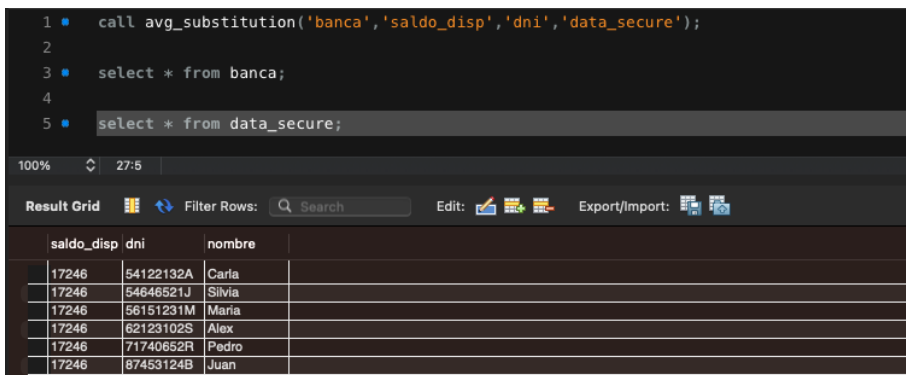 1 call avg_substitution('banca','saldo_disp','dni','data_secure');
2
3 select * from banca;
4
5 select * from data_secure;
100% 27:5
Result Grid Filter Rows: Search Edit: Export/Import:
saldo_disp dni nombre
17246 54122132A Carla
17246 54646521J Silvia
17246 56151231M Maria
17246 62123102S Alex
17246 71740652R Pedro
17246 87453124B Juan